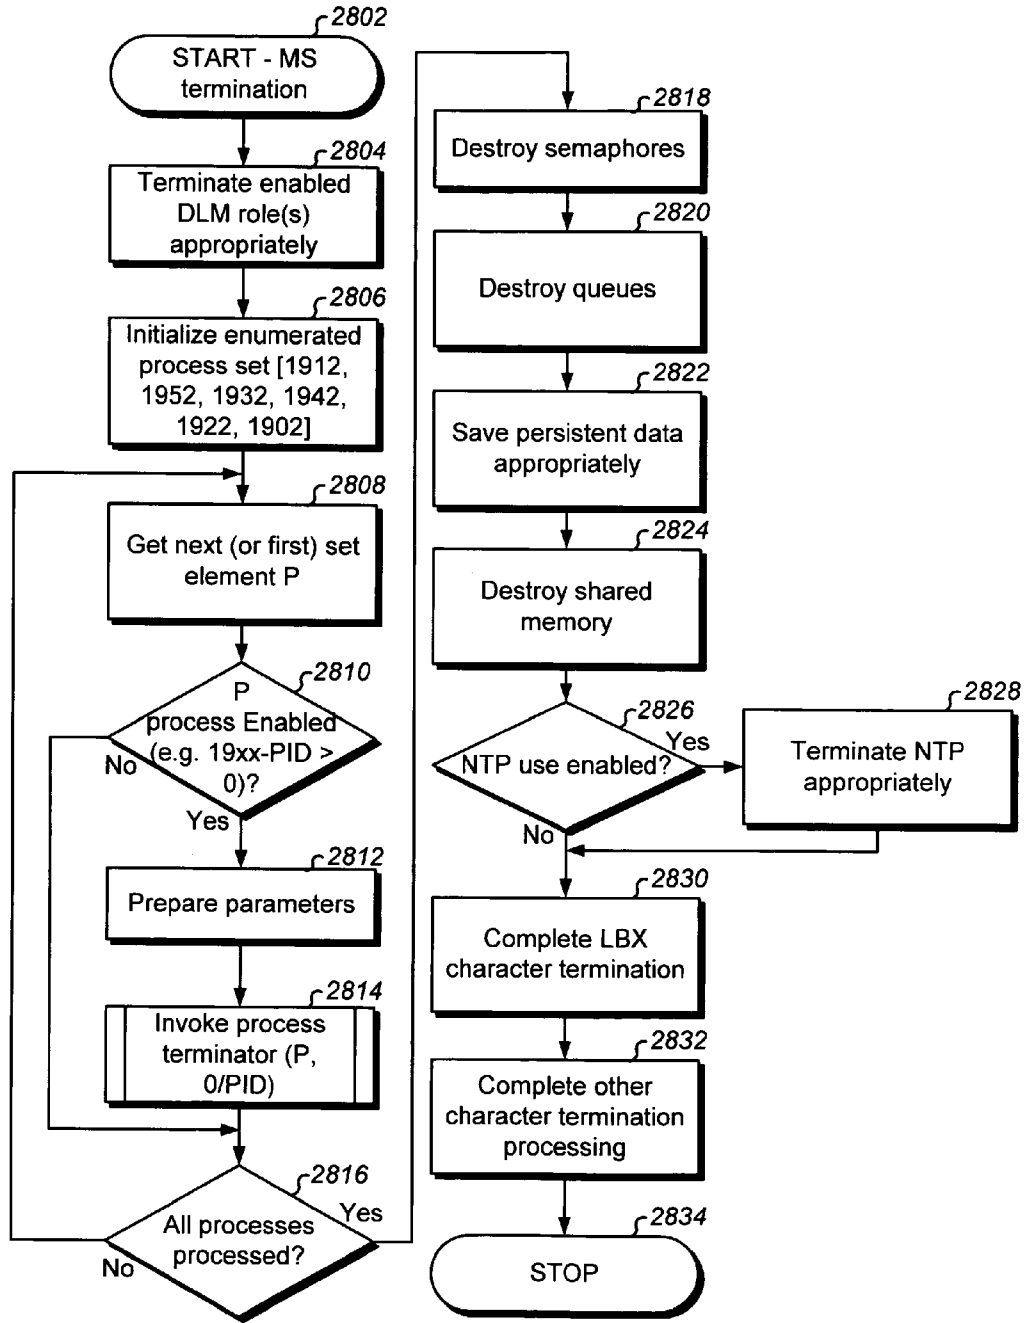 2802
START - MS
termination
2804
Terminate enabled
DLM role(s)
appropriately
2806
Initialize enumerated
process set [1912,
1952, 1932, 1942,
1922, 1902]
2808
Get next (or first) set
element P
2810
P
process Enabled
(e.g. 19xx-PID >
0)?
No
Yes
2812
Prepare parameters
2814
Invoke process
terminator (P,
0/PID)
2816
All processes
processed?
Yes
No
2818
Destroy semaphores
2820
Destroy queues
2822
Save persistent data
appropriately
2824
Destroy shared
memory
2826
NTP use enabled?
Yes
No
2828
Terminate NTP
appropriately
2830
Complete LBX
character termination
2832
Complete other
character termination
processing
2834
STOP